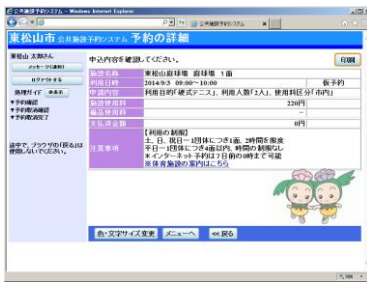 公共施設予約システム - Windows Internet Explorer
公共施設予約システム
東松山市 公共施設予約システム 予約の詳細
東松山 太郎さん
メッセージ(通知)
ログアウトする
処理ガイド 非表示
▼予約確認
▼予約取消確認
▼予約取消完了
途中で、ブラウザの「戻る」は
使用しないでください。
申込内容を確認してください。
印刷
施設名称 東松山庭球場 庭球場 1面
利用日時 2014/9/3 09:00~10:00 仮予約
申請内容 利用目的「硬式テニス」、利用人数「2人」、使用料区分「市内」
施設使用料 220円
備品使用料 -
支払済金額 0円
注意事項
【利用の制限】
土、日、祝日-1団体につき1面、2時間を限度
平日-1団体につき4面以内、時間の制限なし
*インターネット予約は7日前の0時まで可能
※体育施設の案内はこちら
色・文字サイズ変更
メニューへ
≪戻る